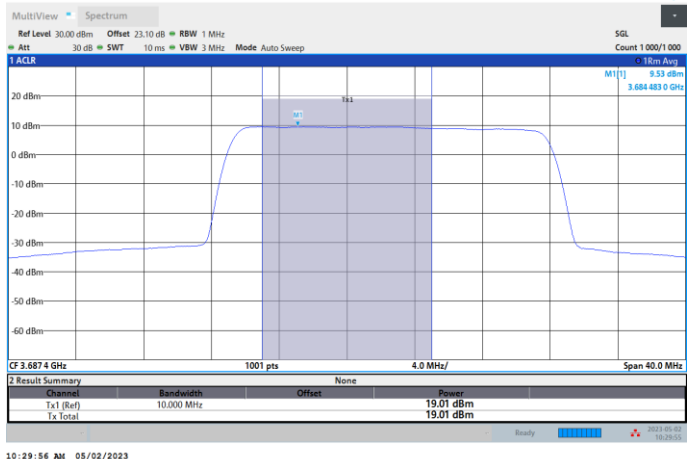 MultiView Spectrum
Ref Level 30.00 dBm Offset 23.10 dB RBW 1 MHz SGL
Att 30 dB SWT 10 ms VBW 3 MHz Mode Auto Sweep Count 1 000/1 000
1 ACLR 1Rm Avg
M1[1] 9.53 dBm
3.684 483 0 GHz
20 dBm
Tx1
M1
10 dBm
0 dBm
-10 dBm
-20 dBm
-30 dBm
-40 dBm
-50 dBm
-60 dBm
CF 3.687 4 GHz 1001 pts 4.0 MHz/ Span 40.0 MHz
2 Result Summary None
Channel Bandwidth Offset Power
Tx1 (Ref) 10.000 MHz 19.01 dBm
Tx Total 19.01 dBm
Ready 2023-05-02
10:29:55
10:29:56 AM 05/02/2023